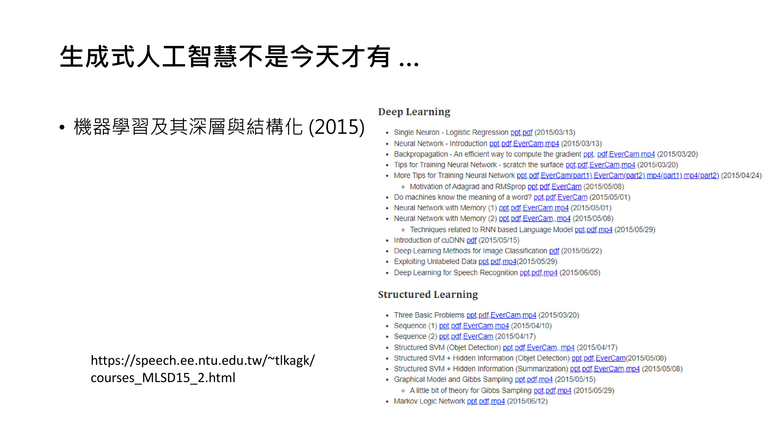 生成式人工智慧不是今天才有 …
• 機器學習及其深層與結構化 (2015)
https://speech.ee.ntu.edu.tw/~tlkagk/
courses_MLSD15_2.html
Deep Learning
• Single Neuron - Logistic Regression ppt,pdf (2015/03/13)
• Neural Network - Introduction ppt,pdf,EverCam,mp4 (2015/03/13)
• Backpropagation - An efficient way to compute the gradient ppt, pdf,EverCam,mp4 (2015/03/20)
• Tips for Training Neural Network - scratch the surface ppt,pdf,EverCam,mp4 (2015/03/20)
• More Tips for Training Neural Network ppt,pdf,EverCam(part1),EverCam(part2),mp4(part1),mp4(part2) (2015/04/24)
○ Motivation of Adagrad and RMSprop ppt,pdf,EverCam (2015/05/08)
• Do machines know the meaning of a word? ppt,pdf,EverCam (2015/05/01)
• Neural Network with Memory (1) ppt,pdf,EverCam,mp4 (2015/05/01)
• Neural Network with Memory (2) ppt,pdf,EverCam,,mp4 (2015/05/08)
○ Techniques related to RNN based Language Model ppt,pdf,mp4 (2015/05/29)
• Introduction of cuDNN pdf (2015/05/15)
• Deep Learning Methods for Image Classification pdf (2015/05/22)
• Exploiting Unlabeled Data ppt,pdf,mp4(2015/05/29)
• Deep Learning for Speech Recognition ppt,pdf,mp4 (2015/06/05)
Structured Learning
• Three Basic Problems ppt,pdf,EverCam,mp4 (2015/03/20)
• Sequence (1) ppt,pdf,EverCam,mp4 (2015/04/10)
• Sequence (2) ppt,pdf,EverCam (2015/04/17)
• Structured SVM (Objet Detection) ppt,pdf,EverCam,,mp4 (2015/04/17)
• Structured SVM + Hidden Information (Objet Detection) ppt,pdf,EverCam(2015/05/08)
• Structured SVM + Hidden Information (Summarization) ppt,pdf,EverCam,mp4 (2015/05/08)
• Graphical Model and Gibbs Sampling ppt,pdf,mp4 (2015/05/15)
○ A little bit of theory for Gibbs Sampling ppt,pdf,mp4 (2015/05/29)
• Markov Logic Network ppt,pdf,mp4 (2015/06/12)